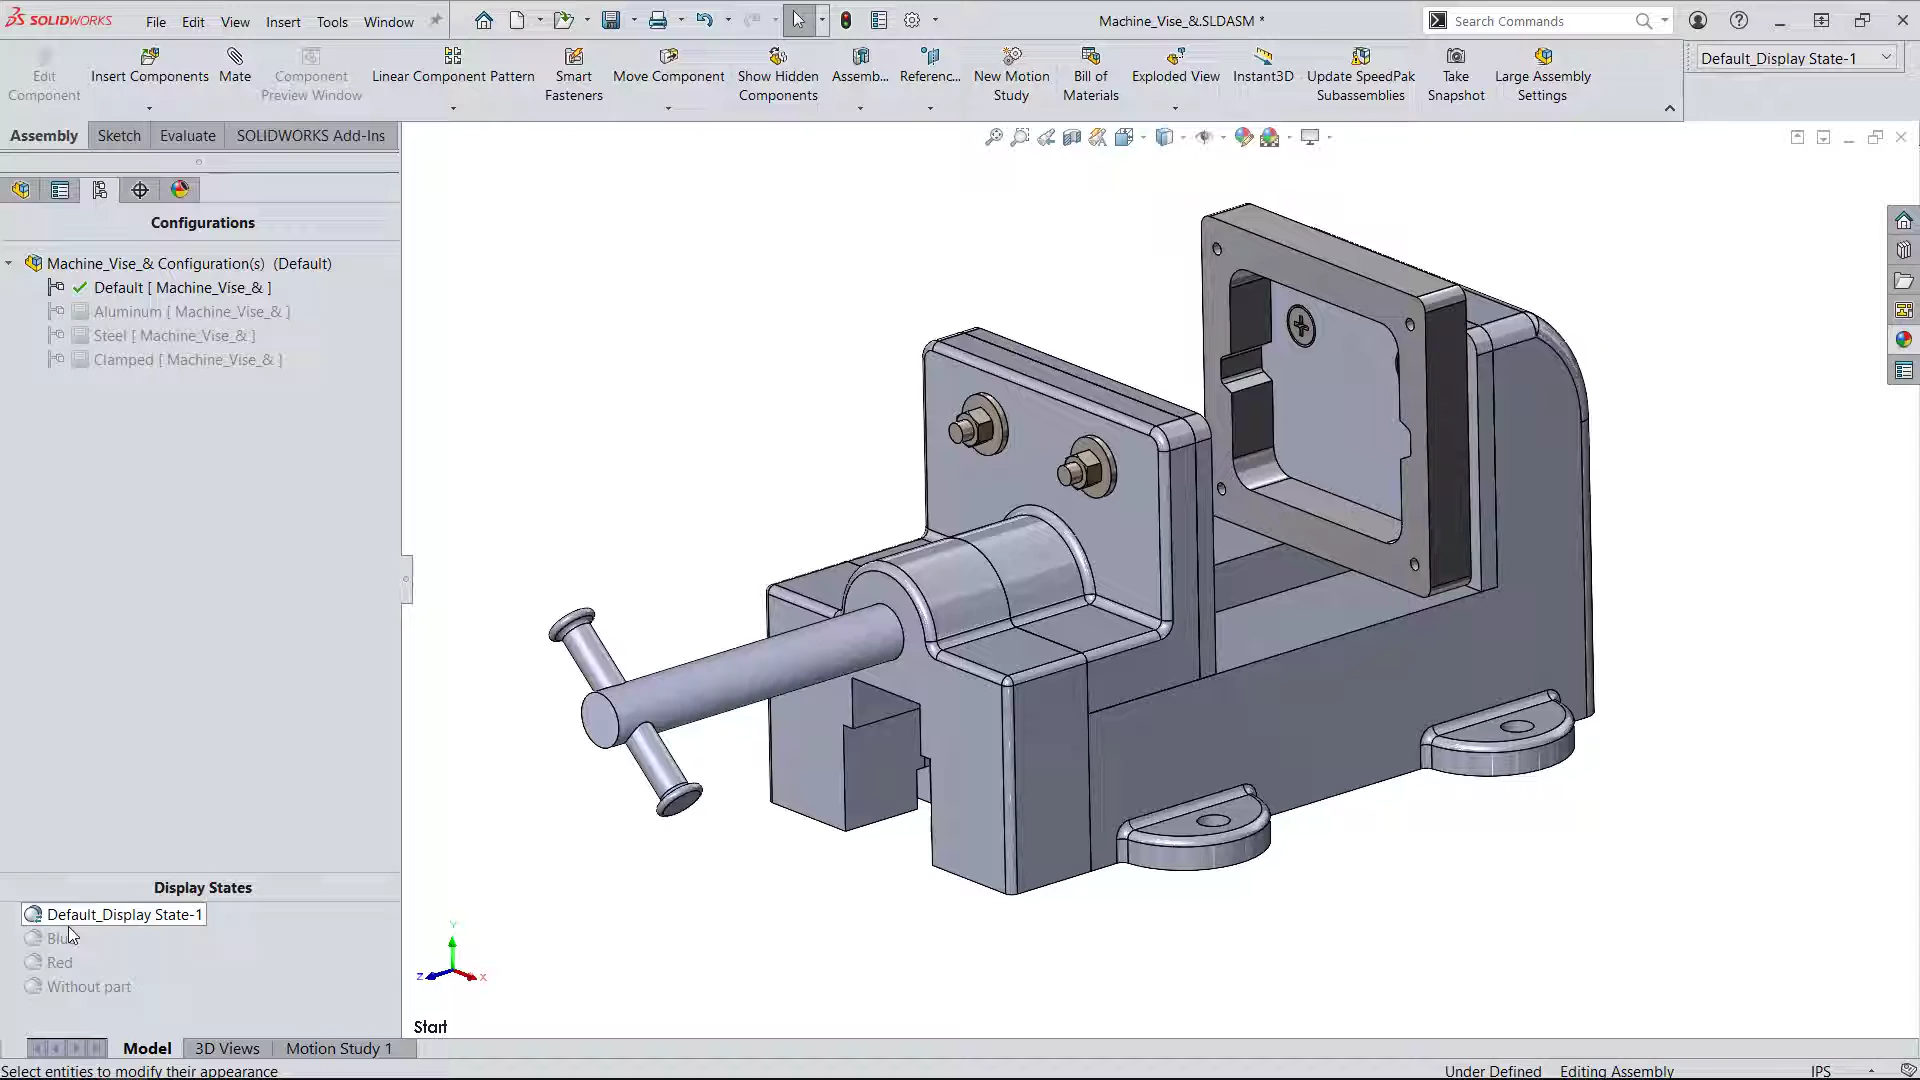 SOLIDWORKS File Edit View Insert Tools Window Machine_Vise_&.SLDASM * Search Commands
Edit Component
Insert Components
Mate
Component Preview Window
Linear Component Pattern
Smart Fasteners
Move Component
Show Hidden Components
Assemb...
Referenc...
New Motion Study
Bill of Materials
Exploded View
Instant3D
Update SpeedPak Subassemblies
Take Snapshot
Large Assembly Settings
Default_Display State-1
Assembly Sketch Evaluate SOLIDWORKS Add-Ins
Configurations
Machine_Vise_& Configuration(s) (Default)
Default [ Machine_Vise_& ]
Aluminum [ Machine_Vise_& ]
Steel [ Machine_Vise_& ]
Clamped [ Machine_Vise_& ]
Display States
Default_Display State-1
Red
Without part
Y
Z X
Start
Model 3D Views Motion Study 1
Select entities to modify their appearance Under Defined Editing Assembly IPS